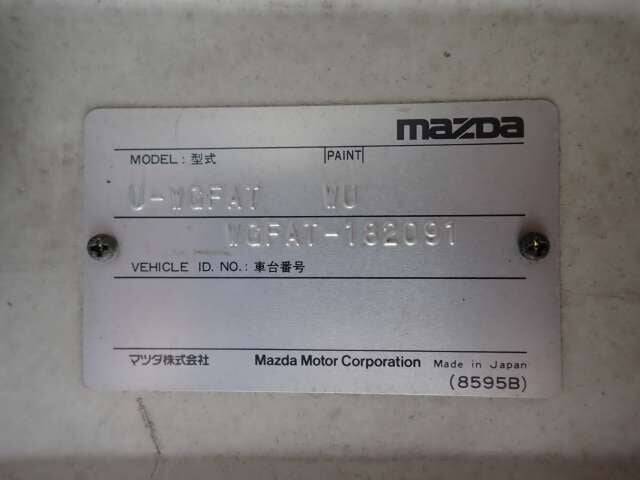 mazda
MODEL : 型式 PAINT
U-WGFAT WU
WGFAT-182091
VEHICLE ID. NO. : 車台番号
マツダ株式会社 Mazda Motor Corporation Made in Japan
(8595B)